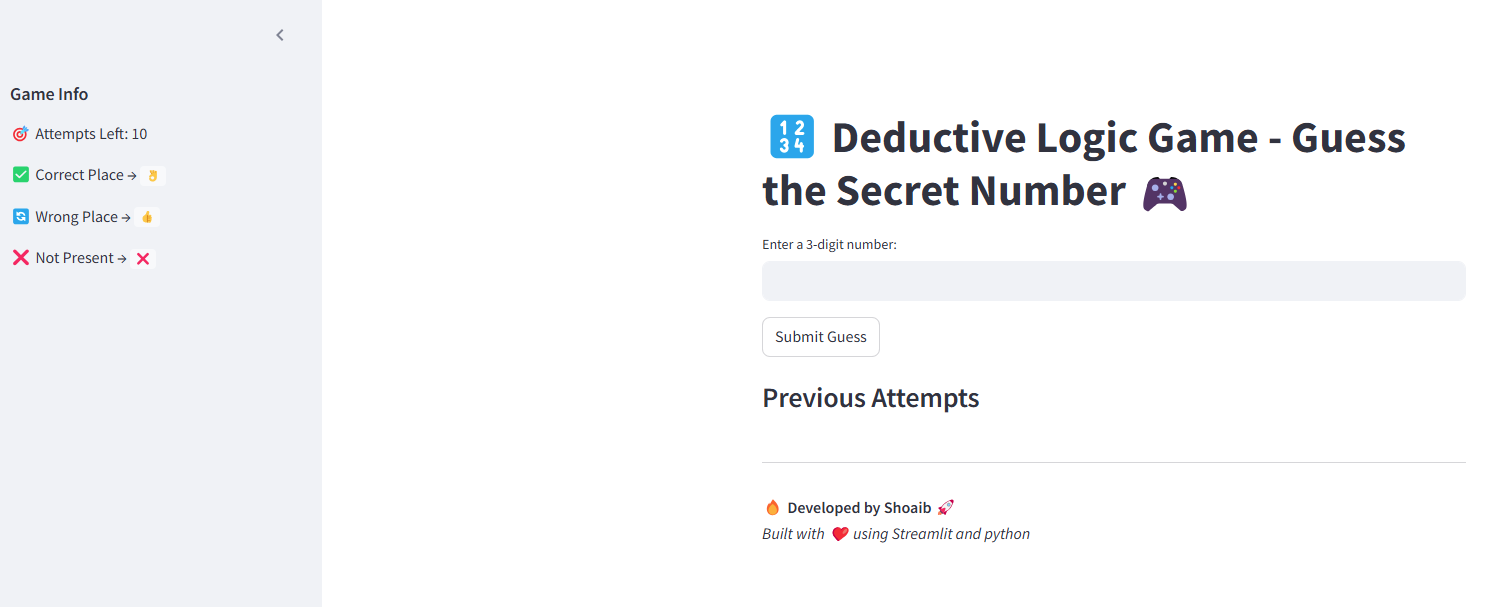 Game Info
🎯 Attempts Left: 10
✅ Correct Place → 👌
🔄 Wrong Place → 👍
❌ Not Present → ❌
🔢 Deductive Logic Game - Guess
the Secret Number 🎮
Enter a 3-digit number:
Submit Guess
Previous Attempts
🔥 Developed by Shoaib 🚀
Built with ❤️ using Streamlit and python